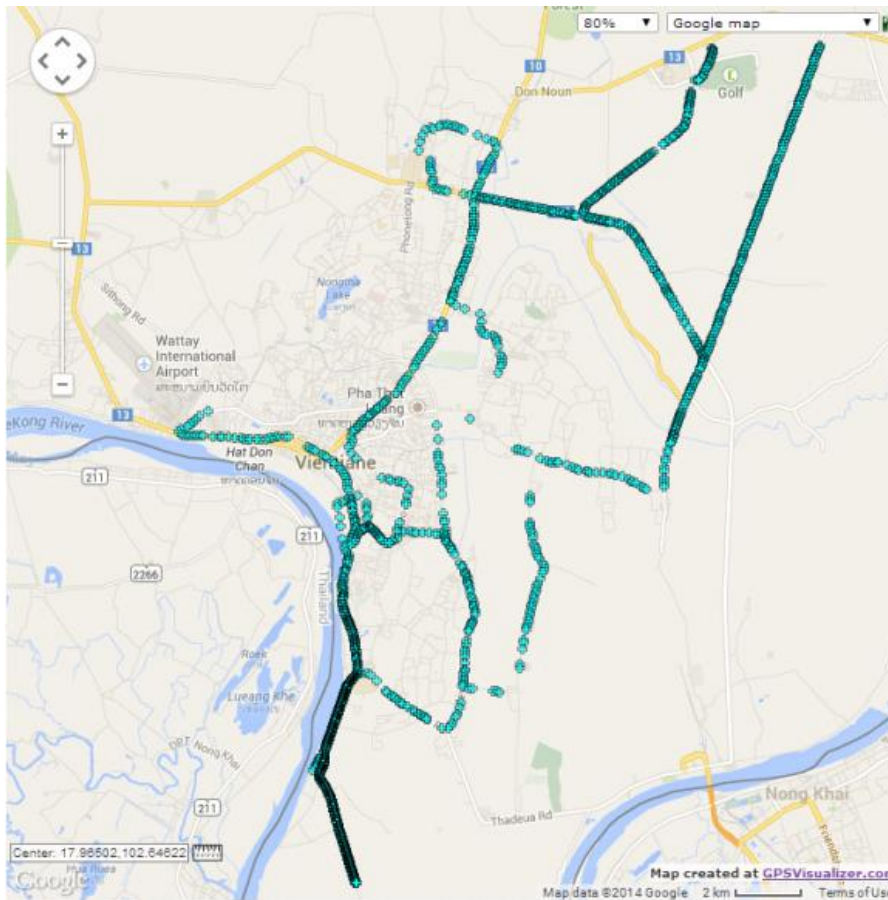 Forest
80%
Google map
13
10
Don Noun
Golf
Phonetong Rd
13
Nongma
Lake
Sithong Rd
Wattay
International
Airport
Pha That
Luang
13
MeKong River
Hat Don
Chan
Vientiane
211
211
Thailand
2266
Lueang Khe
DRT Nong Khai
211
Thadeua Rd
Nong Khai
Center: 17.96502,102.64622
Google
Map created at GPSVisualizer.com
Map data ©2014 Google
2 km
Terms of Use